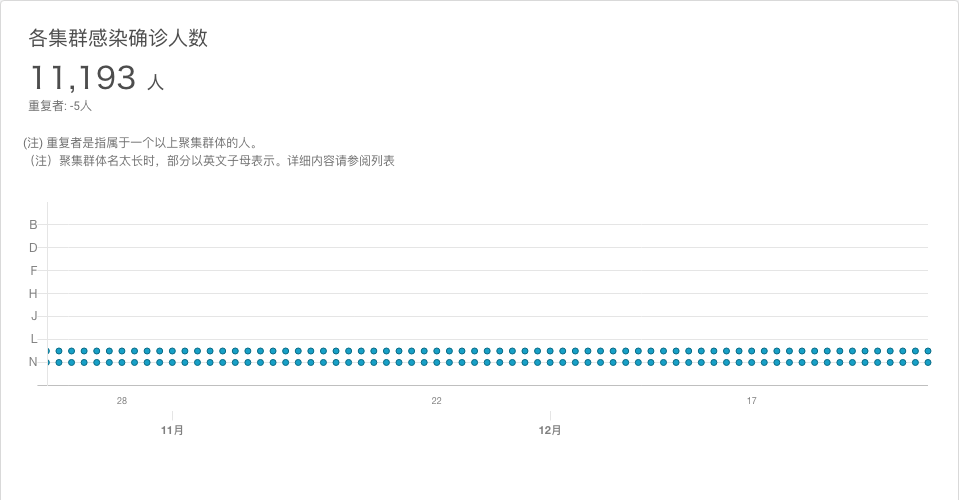 各集群感染确诊人数
11,193 人
重复者: -5人
(注) 重复者是指属于一个以上聚集群体的人。
（注）聚集群体名太长时，部分以英文子母表示。详细内容请参阅列表
B
D
F
H
J
L
N
28 22 17
11月 12月